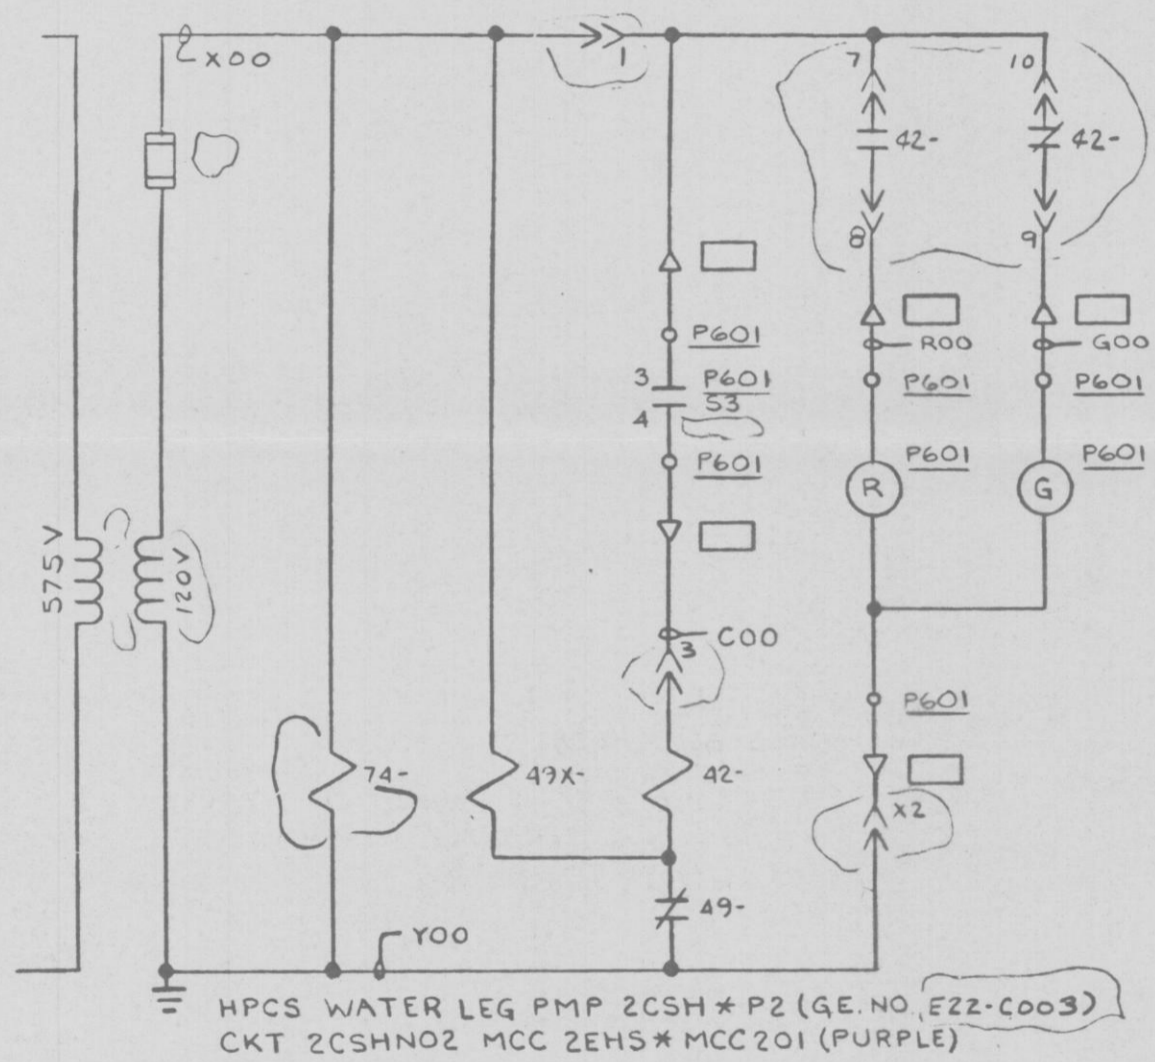 X00
1
7
10
42-
42-
8
9
P601
R00
G00
3
P601
P601
P601
S3
4
P601
P601
P601
R
G
575V
120V
C00
3
P601
74-
49X-
42-
X2
49-
Y00
HPCS WATER LEG PMP 2CSH*P2 (GE.NO. E22-C003)
CKT 2CSHN02 MCC 2EHS*MCC201 (PURPLE)